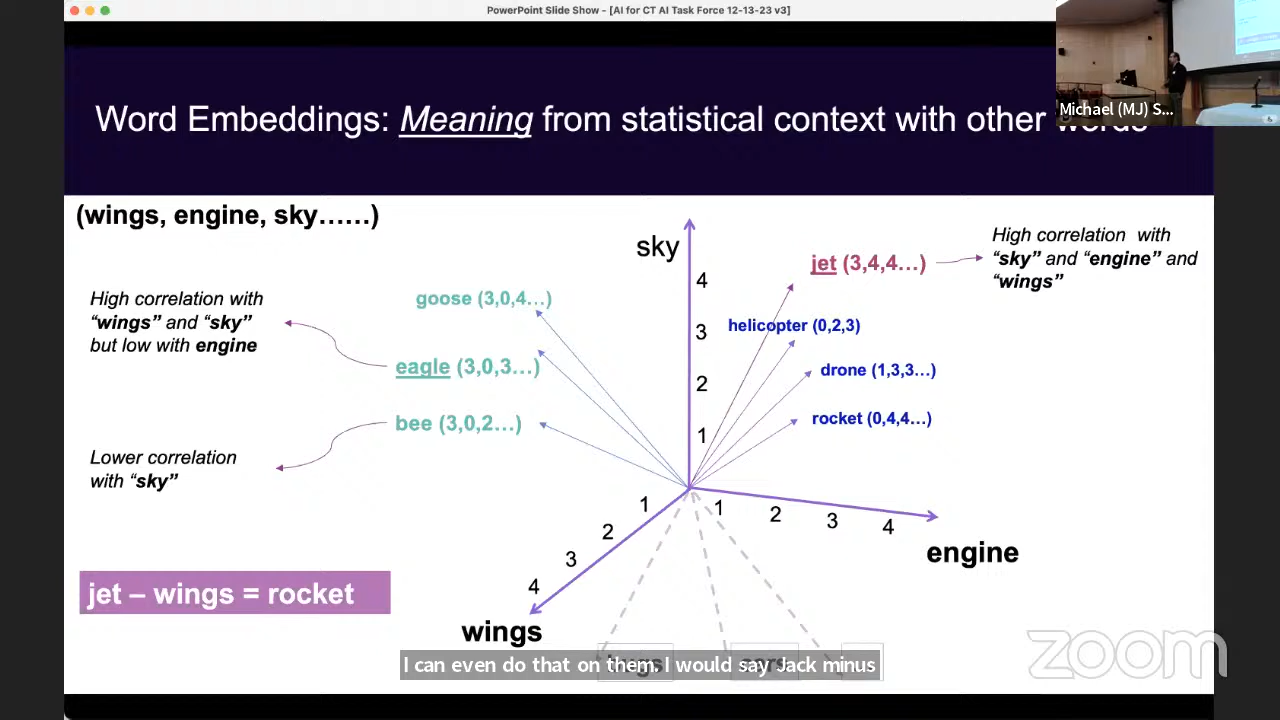 PowerPoint Slide Show - [AI for CT AI Task Force 12-13-23 v3]
Michael (MJ) S...
Word Embeddings: Meaning from statistical context with other words
(wings, engine, sky……)
sky
jet (3,4,4…)
High correlation with
“sky” and “engine” and
“wings”
4
3
2
1
High correlation with
“wings” and “sky”
but low with engine
goose (3,0,4…)
helicopter (0,2,3)
eagle (3,0,3…)
drone (1,3,3…)
bee (3,0,2…)
rocket (0,4,4…)
Lower correlation
with “sky”
1
2
3
4
1
2
3
4
engine
wings
jet – wings = rocket
I can even do that on them. I would say Jack minus
zoom